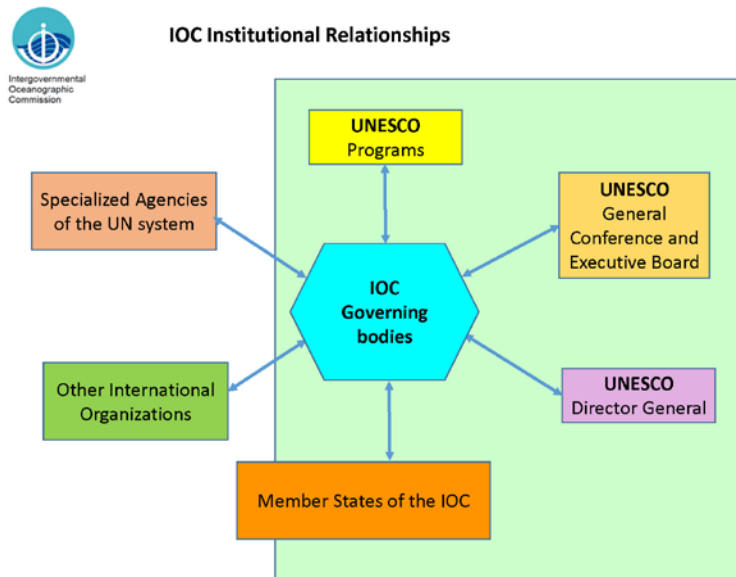 IOC Institutional Relationships
Intergovernmental
Oceanographic
Commission
UNESCO
Programs
Specialized Agencies
of the UN system
UNESCO
General
Conference and
Executive Board
IOC
Governing
bodies
Other International
Organizations
UNESCO
Director General
Member States of the IOC